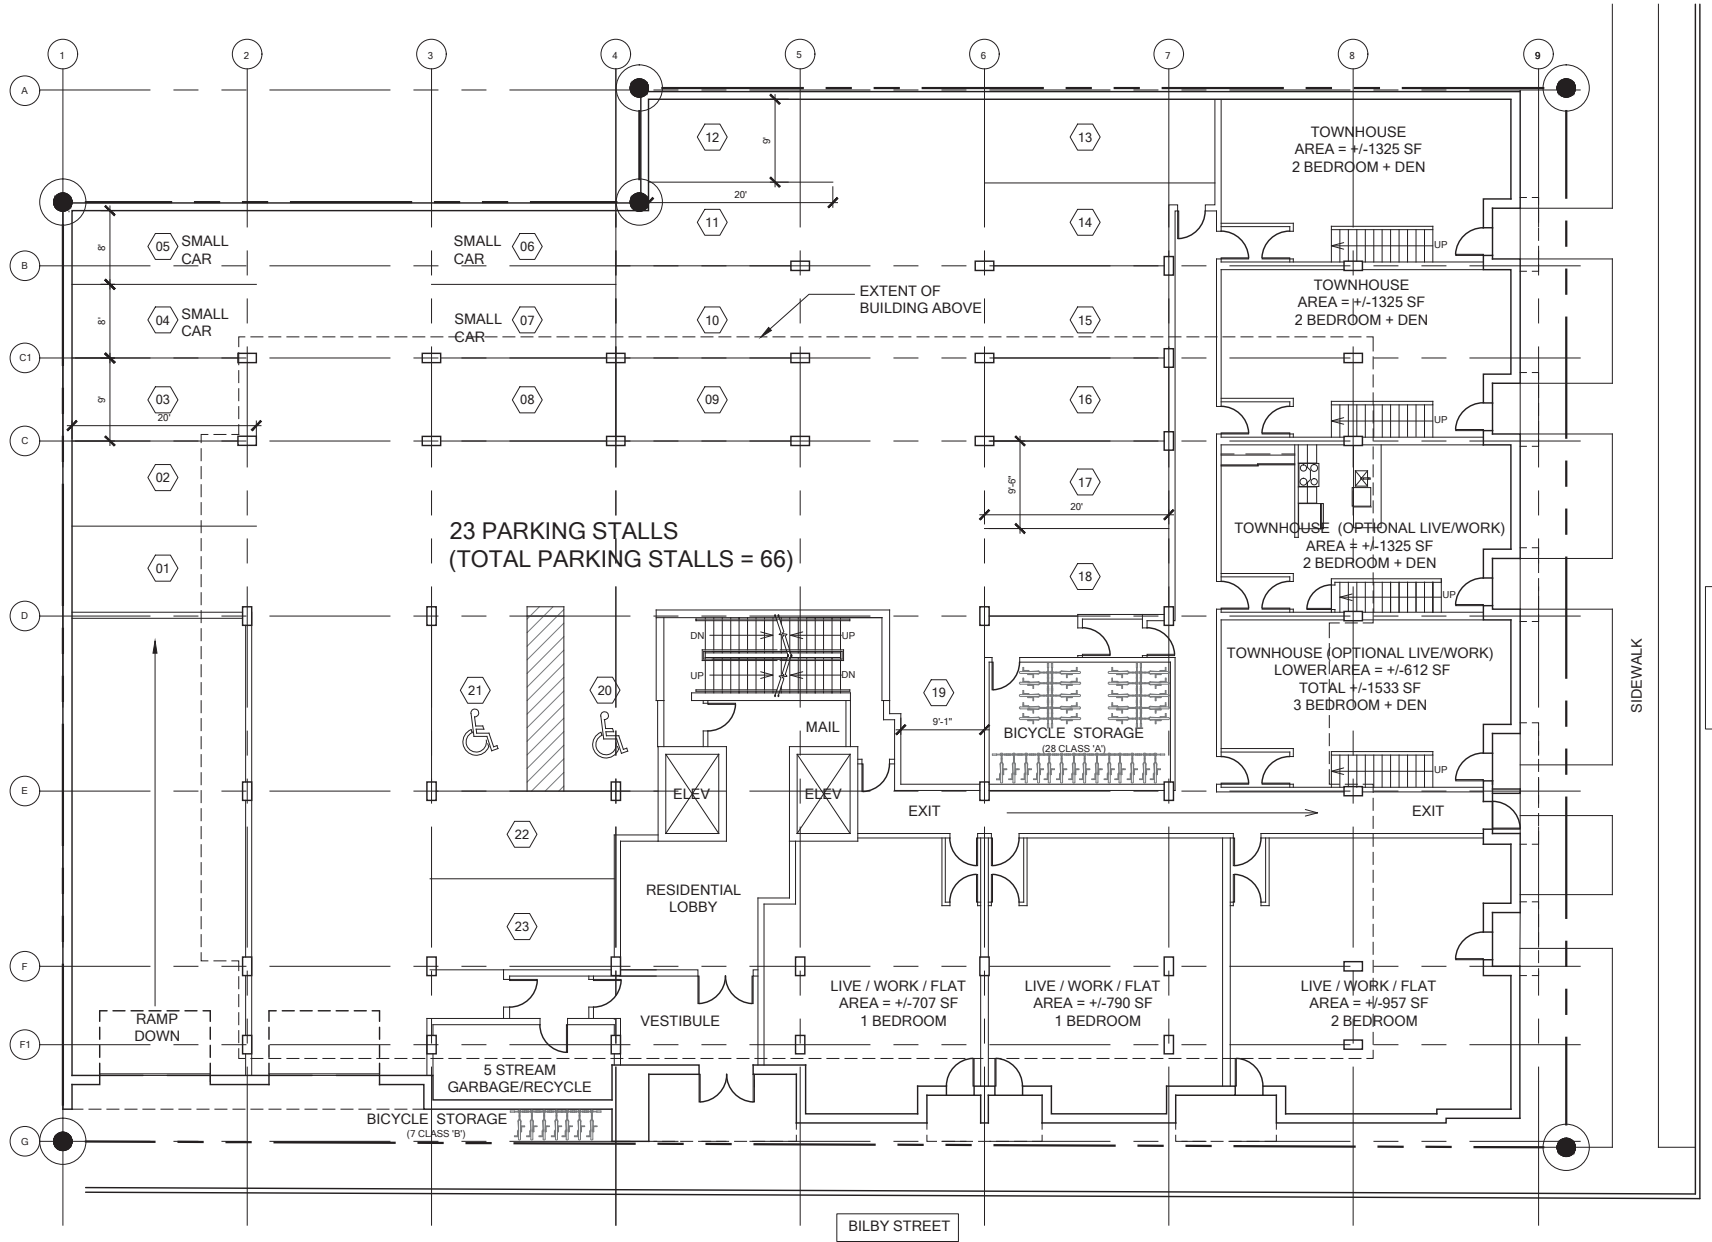 1
2
3
4
5
6
7
8
9
A
12
9'
13
TOWNHOUSE
AREA = +/-1325 SF
2 BEDROOM + DEN
20'
11
14
8'
05
SMALL
CAR
SMALL
CAR
06
UP
B
EXTENT OF
BUILDING ABOVE
TOWNHOUSE
AREA = +/-1325 SF
2 BEDROOM + DEN
8'
04
SMALL
CAR
SMALL
CAR
07
10
15
C1
9'
03
20'
08
09
16
UP
C
02
9'-6"
17
20'
23 PARKING STALLS
(TOTAL PARKING STALLS = 66)
TOWNHOUSE (OPTIONAL LIVE/WORK)
AREA = +/-1325 SF
2 BEDROOM + DEN
01
18
UP
D
DN
UP
UP
DN
TOWNHOUSE (OPTIONAL LIVE/WORK)
LOWER AREA = +/-612 SF
TOTAL +/-1533 SF
3 BEDROOM + DEN
SIDEWALK
21
20
19
9'-1"
MAIL
BICYCLE STORAGE
(28 CLASS 'A')
UP
E
ELEV
ELEV
EXIT
EXIT
22
RESIDENTIAL
LOBBY
23
F
LIVE / WORK / FLAT
AREA = +/-707 SF
1 BEDROOM
LIVE / WORK / FLAT
AREA = +/-790 SF
1 BEDROOM
LIVE / WORK / FLAT
AREA = +/-957 SF
2 BEDROOM
RAMP
DOWN
VESTIBULE
F1
5 STREAM
GARBAGE/RECYCLE
BICYCLE STORAGE
(7 CLASS 'B')
G
BILBY STREET